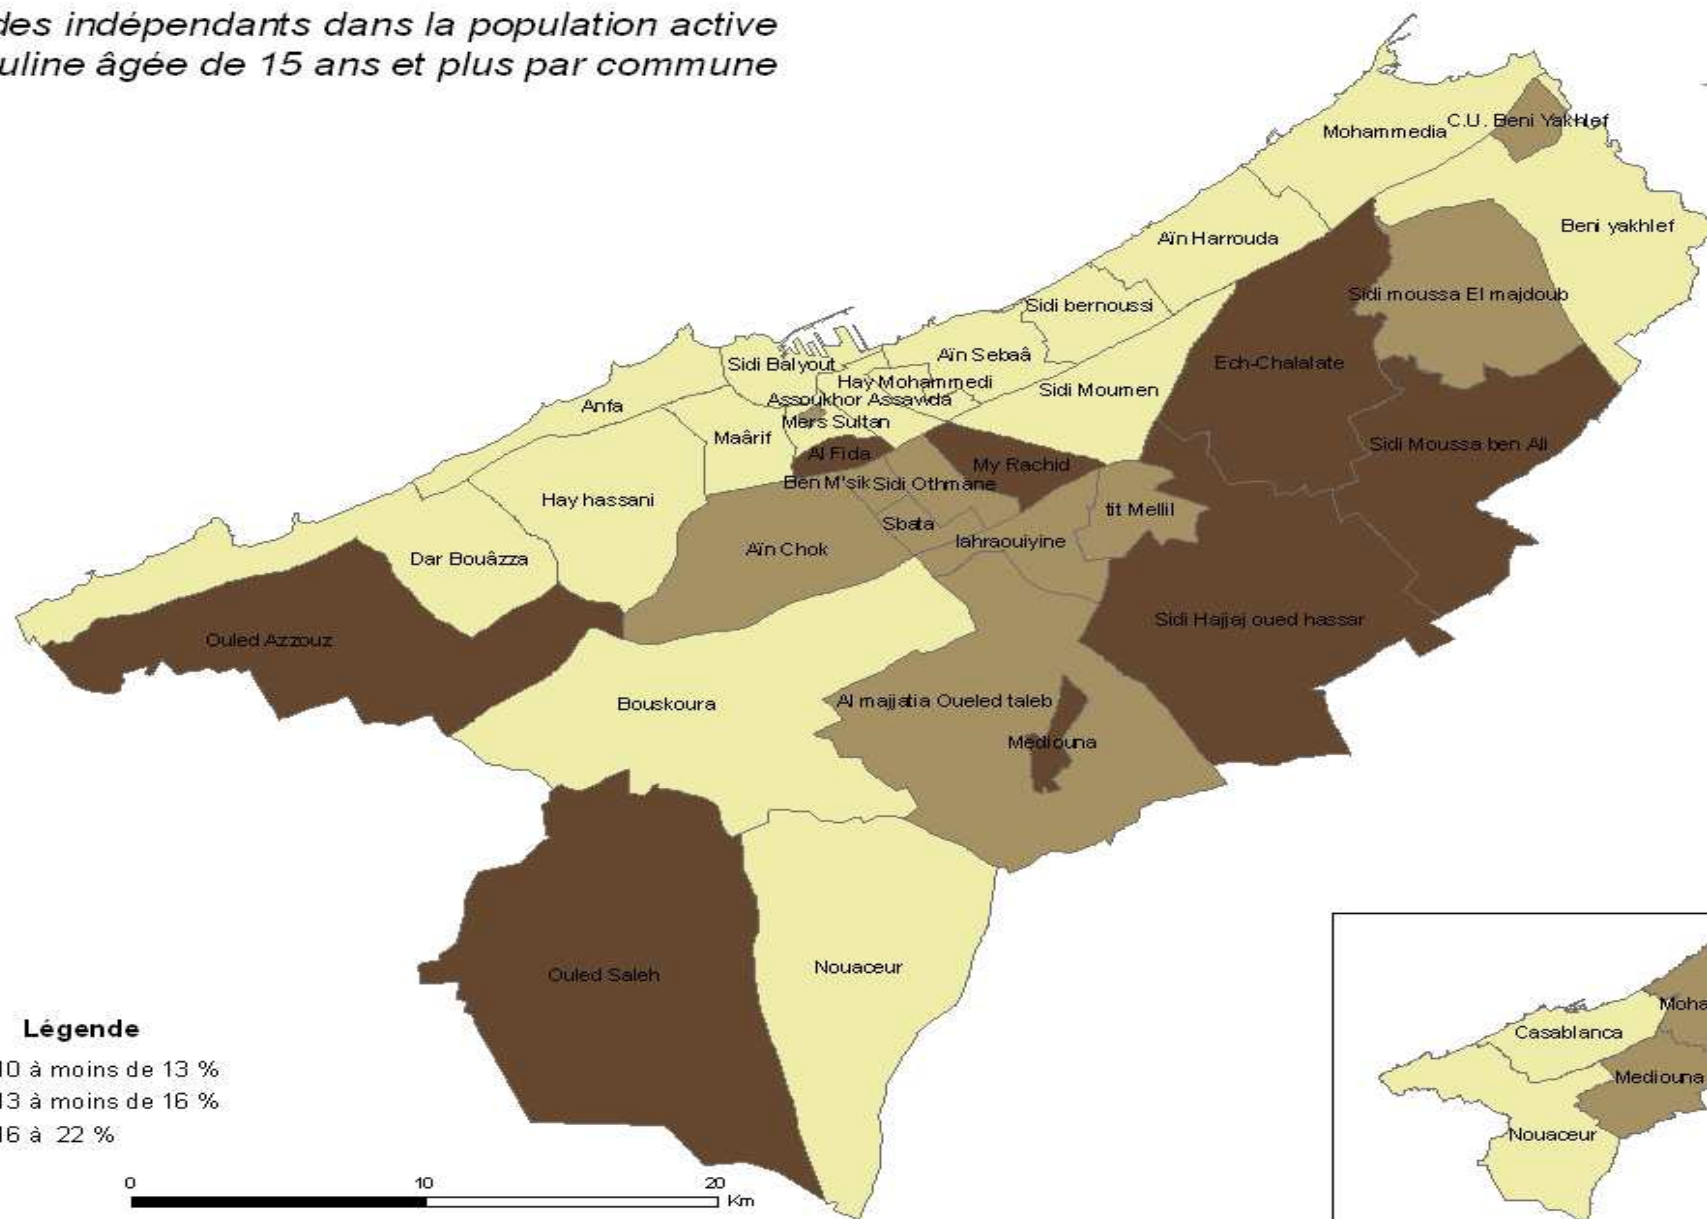 des indépendants dans la population active
uline âgée de 15 ans et plus par commune
Mohammedia
C.U. Beni Yakhlef
Beni yakhlef
Aïn Harrouda
Sidi moussa El majdoub
Sidi bernoussi
Aïn Sebaâ
Ech-Chalalate
Sidi Balyout
Hay Mohammedi
Sidi Moumen
Assoukhor Assawda
Anfa
Mers Sultan
Maârif
Sidi Moussa ben Ali
Al Fida
My Rachid
Ben M'sik
Sidi Othmane
Hay hassani
tit Mellil
Sbata
lahraouiyine
Aïn Chok
Dar Bouâzza
Sidi Hajjaj oued hassar
Ouled Azzouz
Bouskoura
Al majjatia Oueled taleb
Mediouna
Ouled Saleh
Nouaceur
Légende
10 à moins de 13 %
13 à moins de 16 %
16 à 22 %
0 10 20
Km
Moha
Casablanca
Mediouna
Nouaceur